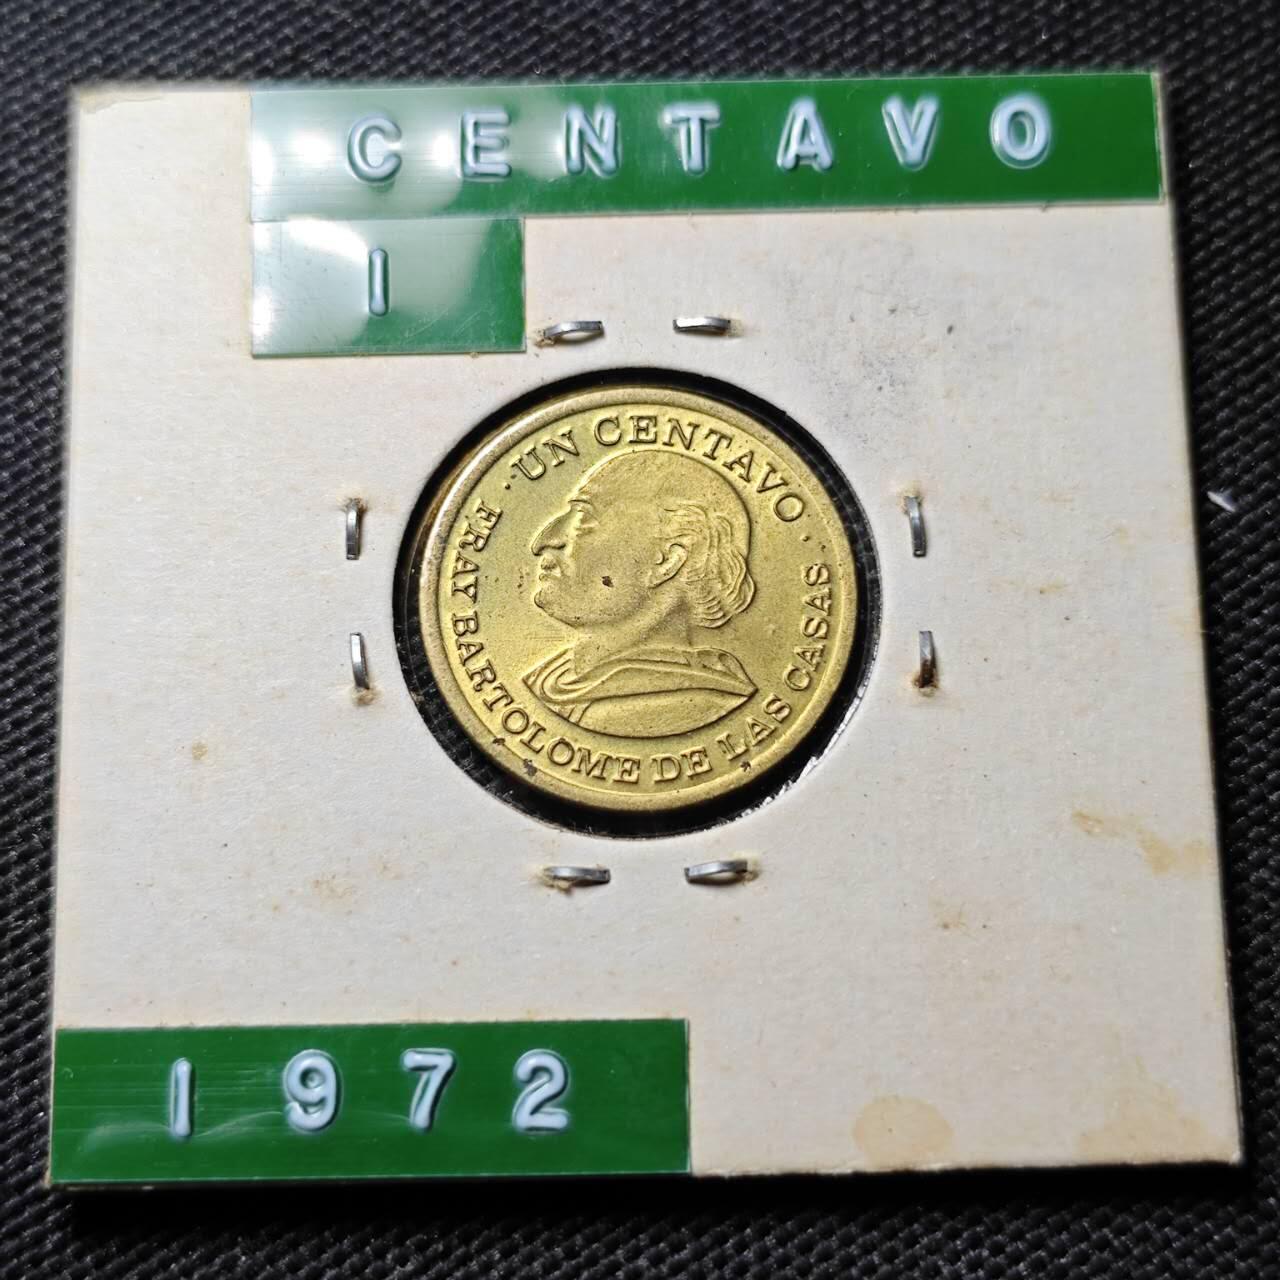 CENTAVO
1
UN CENTAVO
FRAY BARTOLOME DE LAS CASAS
1972